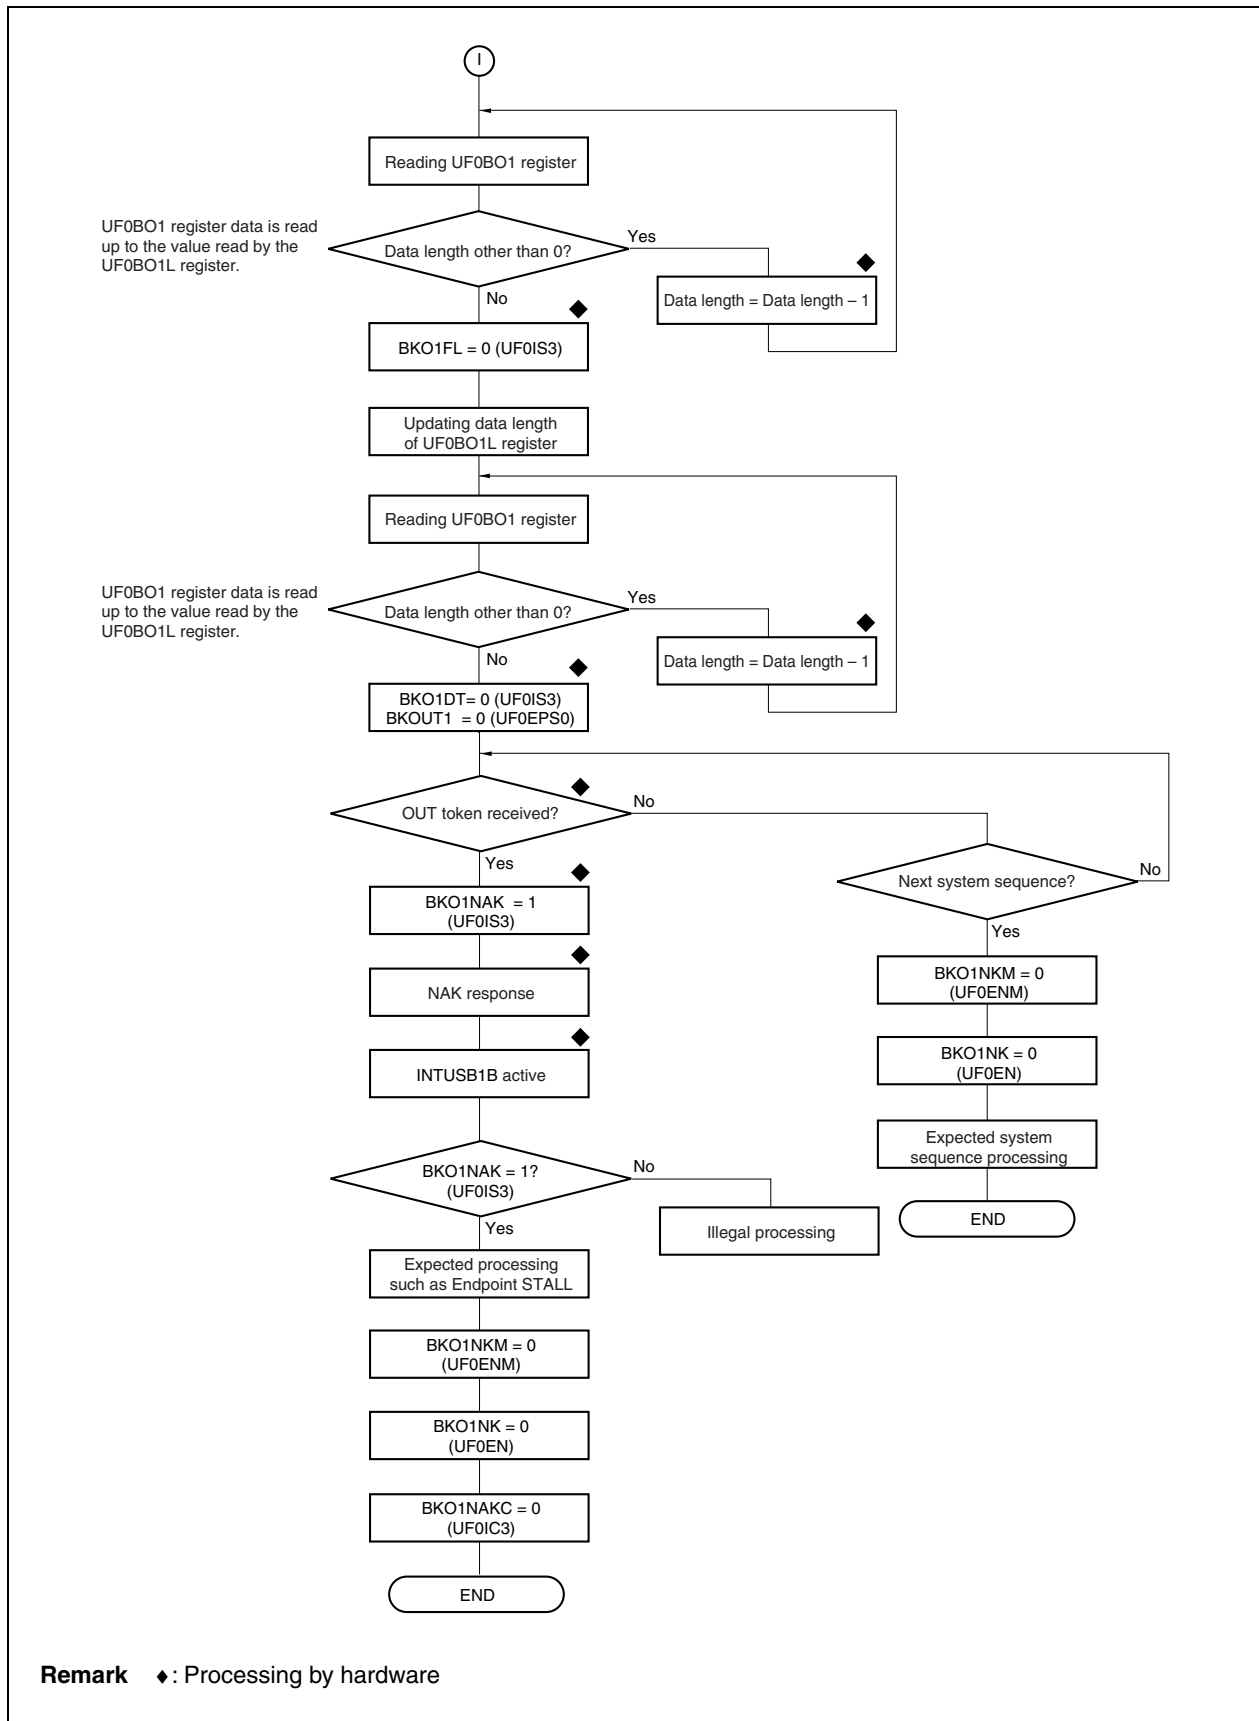 I
Reading UF0BO1 register
UF0BO1 register data is read
up to the value read by the
UF0BO1L register.
Data length other than 0?
Yes
Data length = Data length – 1
No
BKO1FL = 0 (UF0IS3)
Updating data length
of UF0BO1L register
Reading UF0BO1 register
UF0BO1 register data is read
up to the value read by the
UF0BO1L register.
Data length other than 0?
Yes
Data length = Data length – 1
No
BKO1DT= 0 (UF0IS3)
BKOUT1 = 0 (UF0EPS0)
OUT token received?
No
Yes
Next system sequence?
No
Yes
BKO1NAK = 1
(UF0IS3)
NAK response
INTUSB1B active
BKO1NKM = 0
(UF0ENM)
BKO1NK = 0
(UF0EN)
Expected system
sequence processing
END
BKO1NAK = 1?
(UF0IS3)
No
Illegal processing
Yes
Expected processing
such as Endpoint STALL
BKO1NKM = 0
(UF0ENM)
BKO1NK = 0
(UF0EN)
BKO1NAKC = 0
(UF0IC3)
END
Remark ♦: Processing by hardware